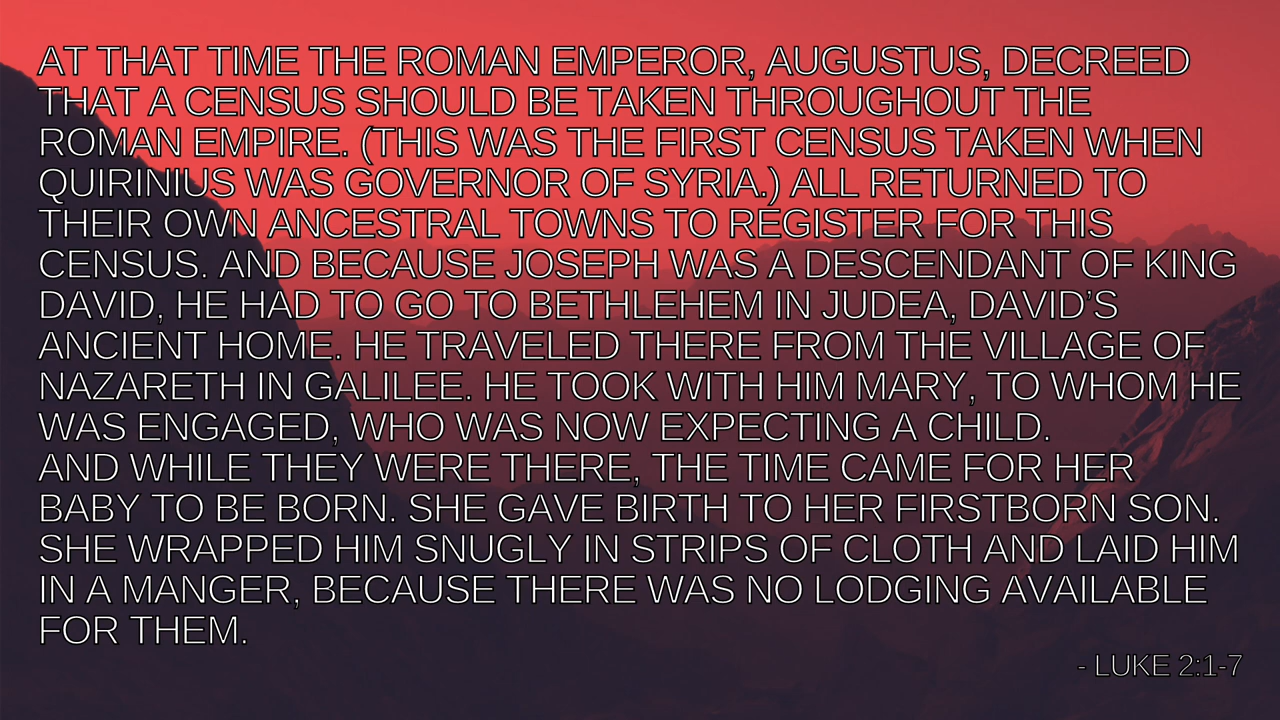 AT THAT TIME THE ROMAN EMPEROR, AUGUSTUS, DECREED
THAT A CENSUS SHOULD BE TAKEN THROUGHOUT THE
ROMAN EMPIRE. (THIS WAS THE FIRST CENSUS TAKEN WHEN
QUIRINIUS WAS GOVERNOR OF SYRIA.) ALL RETURNED TO
THEIR OWN ANCESTRAL TOWNS TO REGISTER FOR THIS
CENSUS. AND BECAUSE JOSEPH WAS A DESCENDANT OF KING
DAVID, HE HAD TO GO TO BETHLEHEM IN JUDEA, DAVID’S
ANCIENT HOME. HE TRAVELED THERE FROM THE VILLAGE OF
NAZARETH IN GALILEE. HE TOOK WITH HIM MARY, TO WHOM HE
WAS ENGAGED, WHO WAS NOW EXPECTING A CHILD.
AND WHILE THEY WERE THERE, THE TIME CAME FOR HER
BABY TO BE BORN. SHE GAVE BIRTH TO HER FIRSTBORN SON.
SHE WRAPPED HIM SNUGLY IN STRIPS OF CLOTH AND LAID HIM
IN A MANGER, BECAUSE THERE WAS NO LODGING AVAILABLE
FOR THEM.
- LUKE 2:1-7